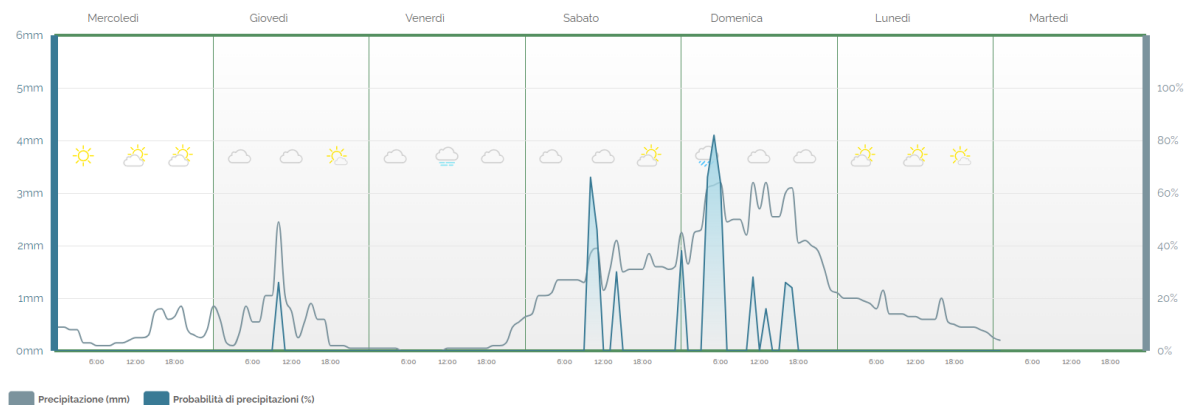 Mercoledì Giovedì Venerdì Sabato Domenica Lunedì Martedì
6mm
5mm 100%
4mm 80%
3mm 60%
2mm 40%
1mm 20%
0mm 0%
6:00 12:00 18:00 6:00 12:00 18:00 6:00 12:00 18:00 6:00 12:00 18:00 6:00 12:00 18:00 6:00 12:00 18:00 6:00 12:00 18:00
Precipitazione (mm) Probabilità di precipitazioni (%)